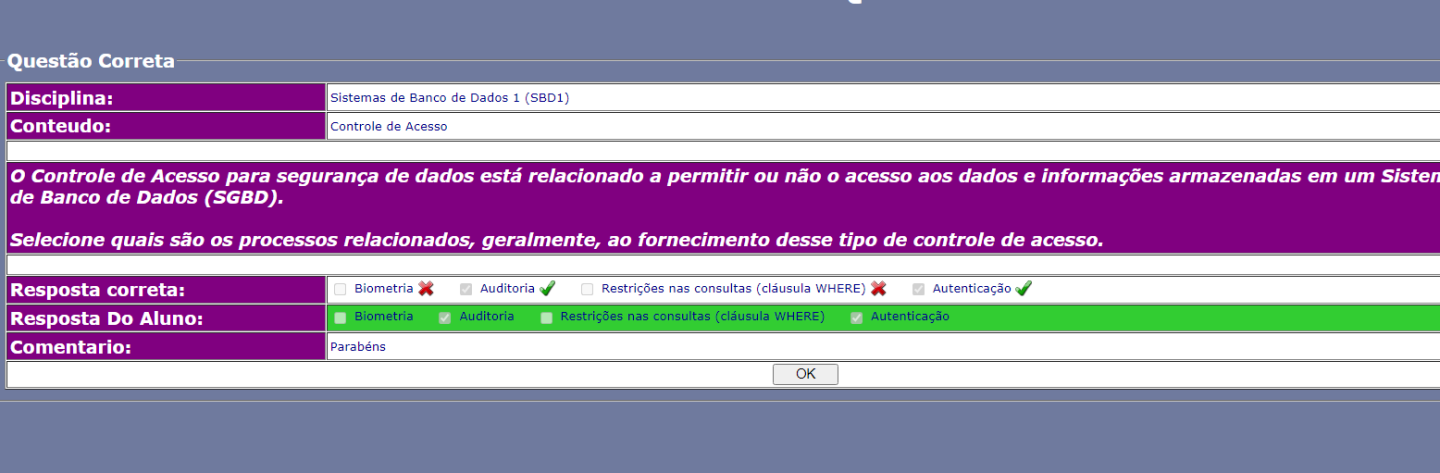 Questão Correta
Disciplina: Sistemas de Banco de Dados 1 (SBD1)
Conteudo: Controle de Acesso
O Controle de Acesso para segurança de dados está relacionado a permitir ou não o acesso aos dados e informações armazenadas em um
de Banco de Dados (SGBD).
Selecione quais são os processos relacionados, geralmente, ao fornecimento desse tipo de controle de acesso.
Resposta correta: Biometria Auditoria Restrições nas consultas (cláusula WHERE) Autenticação
Resposta Do Aluno: Biometria Auditoria Restrições nas consultas (cláusula WHERE) Autenticação
Comentario: Parabéns
OK